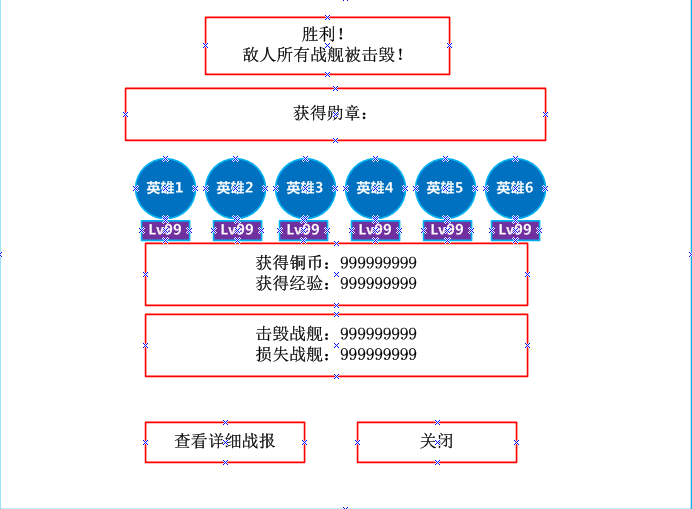 胜利！
敌人所有战舰被击毁！
获得勋章：
英雄1 英雄2 英雄3 英雄4 英雄5 英雄6
Lv99 Lv99 Lv99 Lv99 Lv99 Lv99
获得铜币：999999999
获得经验：999999999
击毁战舰：999999999
损失战舰：999999999
查看详细战报 关闭